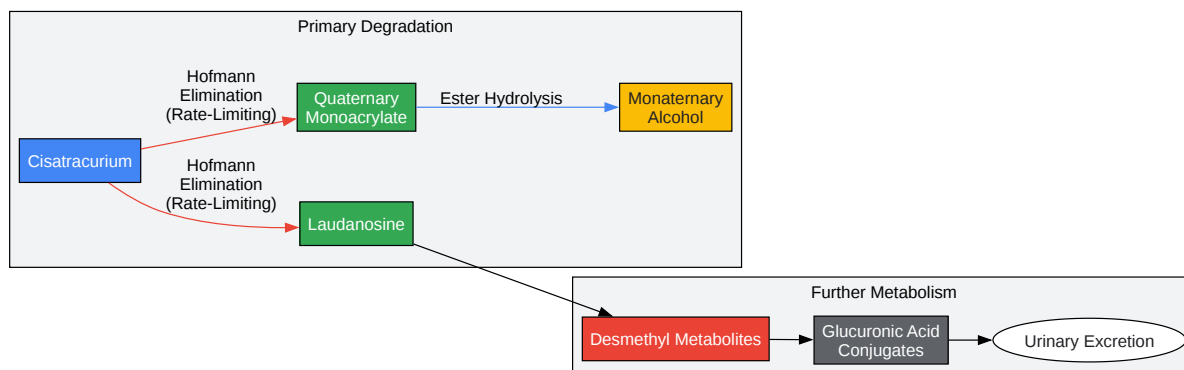 Primary Degradation
Hofmann
Elimination
(Rate-Limiting)
Quaternary
Monoacrylate
Ester Hydrolysis
Monaternary
Alcohol
Cisatracurium
Hofmann
Elimination
(Rate-Limiting)
Laudanosine
Further Metabolism
Desmethyl Metabolites
Glucuronic Acid
Conjugates
Urinary Excretion